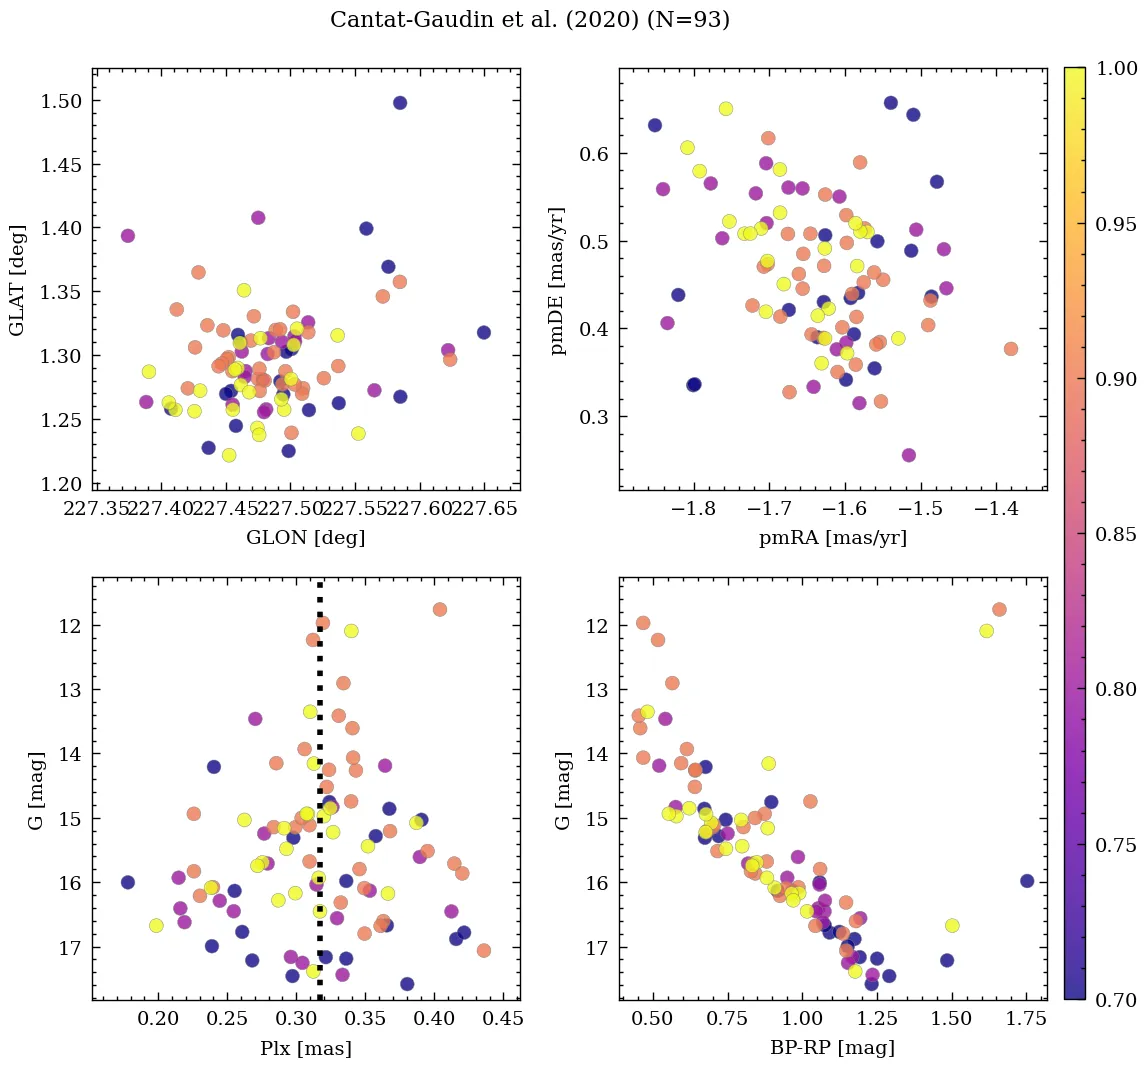 Cantat-Gaudin et al. (2020) (N=93)
1.50
1.45
1.40
1.35
1.30
1.25
1.20
GLAT [deg]
227.35 227.40 227.45 227.50 227.55 227.60 227.65
GLON [deg]
0.6
0.5
0.4
0.3
pmDE [mas/yr]
−1.8 −1.7 −1.6 −1.5 −1.4
pmRA [mas/yr]
12
13
14
15
16
17
G [mag]
0.20 0.25 0.30 0.35 0.40 0.45
Plx [mas]
12
13
14
15
16
17
G [mag]
0.50 0.75 1.00 1.25 1.50 1.75
BP-RP [mag]
1.00
0.95
0.90
0.85
0.80
0.75
0.70